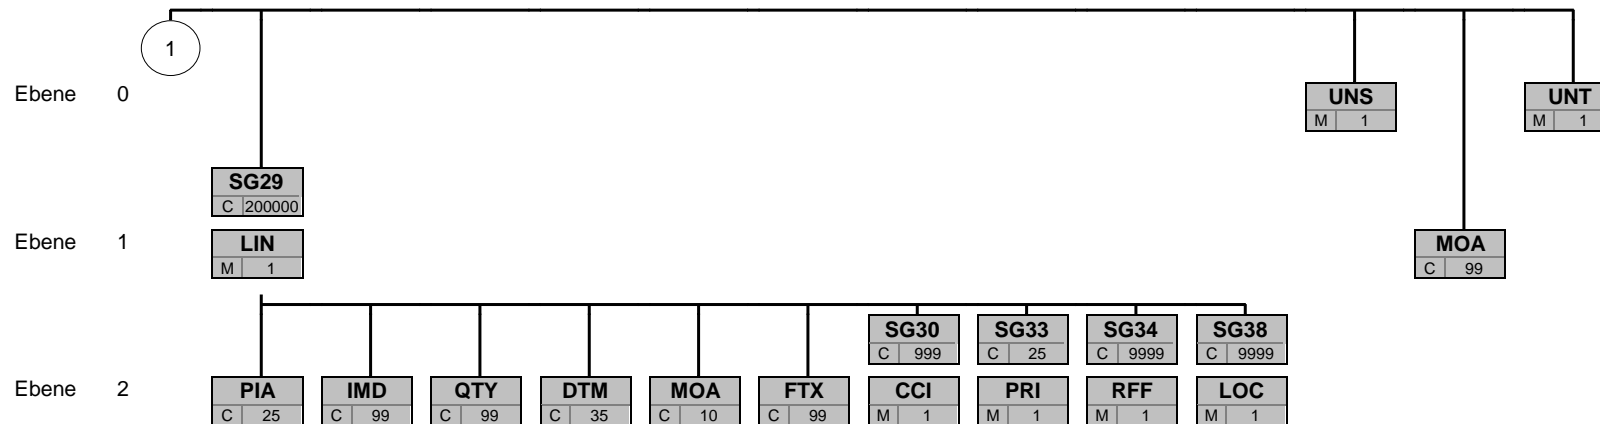 1
Ebene 0
UNS
M 1
UNT
M 1
SG29
C 200000
Ebene 1
LIN
M 1
MOA
C 99
SG30
C 999
SG33
C 25
SG34
C 9999
SG38
C 9999
Ebene 2
PIA
C 25
IMD
C 99
QTY
C 99
DTM
C 35
MOA
C 10
FTX
C 99
CCI
M 1
PRI
M 1
RFF
M 1
LOC
M 1